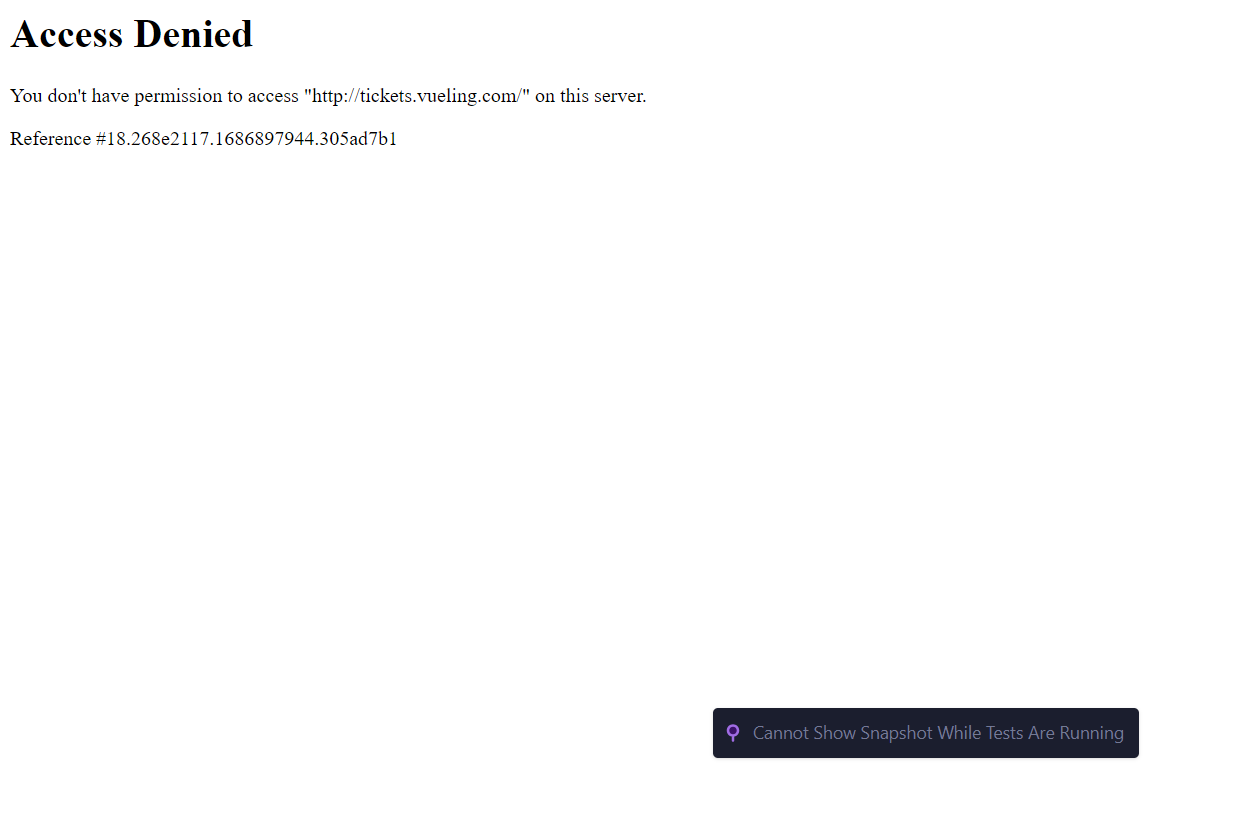 Access Denied
You don't have permission to access "http://tickets.vueling.com/" on this server.
Reference #18.268e2117.1686897944.305ad7b1
Cannot Show Snapshot While Tests Are Running